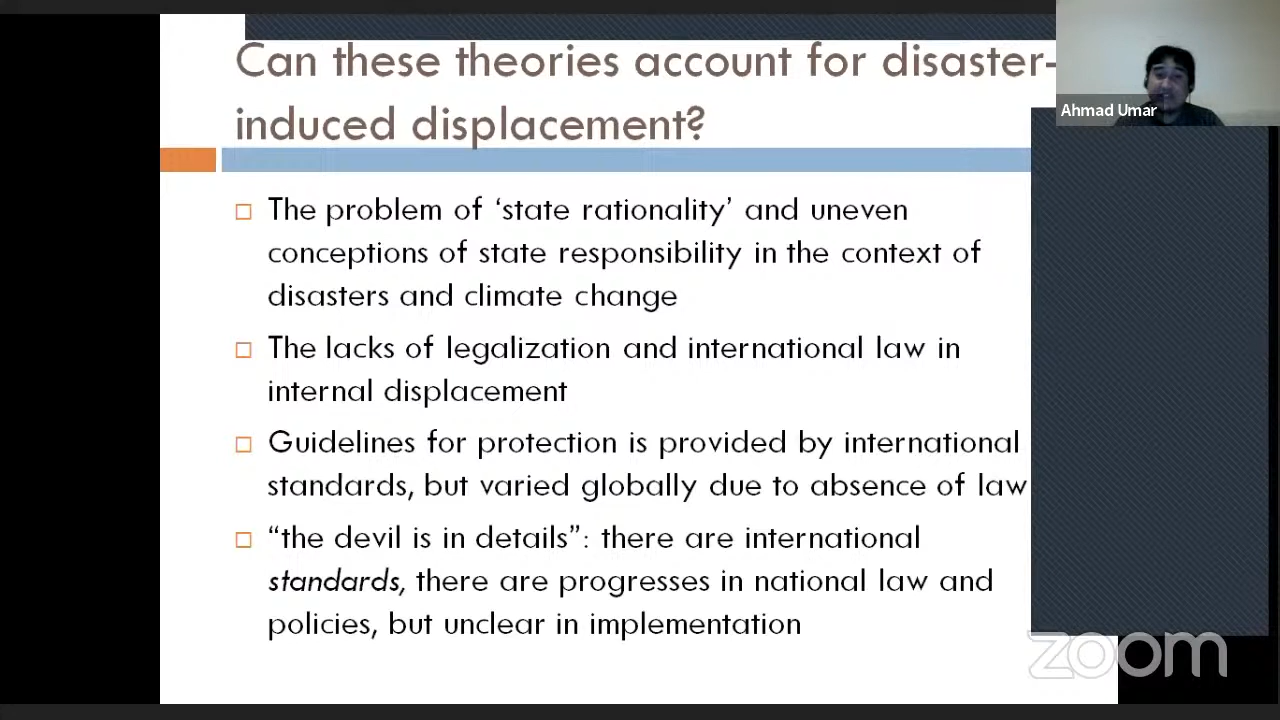 Can these theories account for disaster-
induced displacement?
Ahmad Umar
The problem of ‘state rationality’ and uneven
conceptions of state responsibility in the context of
disasters and climate change
The lacks of legalization and international law in
internal displacement
Guidelines for protection is provided by international
standards, but varied globally due to absence of law
“the devil is in details”: there are international
standards, there are progresses in national law and
policies, but unclear in implementation
zoom